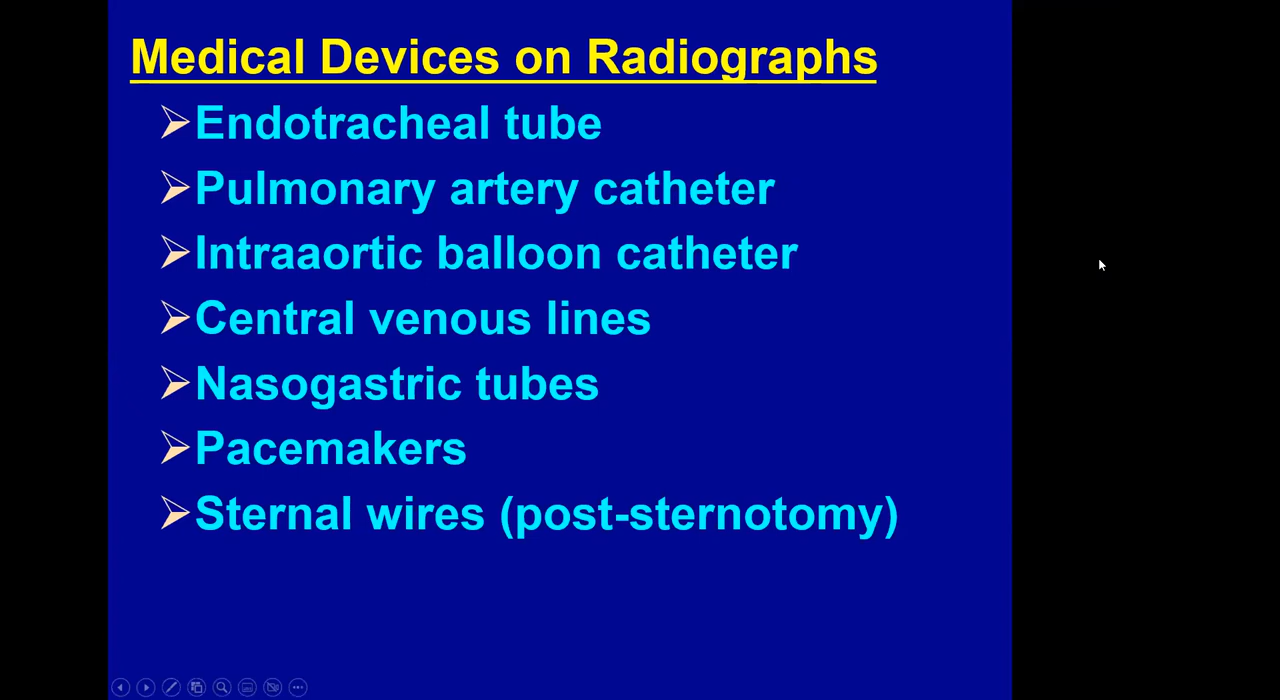 Medical Devices on Radiographs
Endotracheal tube
Pulmonary artery catheter
Intraaortic balloon catheter
Central venous lines
Nasogastric tubes
Pacemakers
Sternal wires (post-sternotomy)